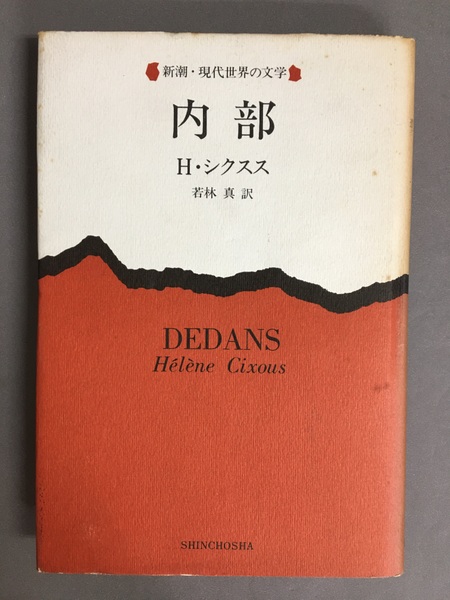 新潮・現代世界の文学
内部
H・シクスス
若林 真 訳
DEDANS
Hélène Cixous
SHINCHOSHA